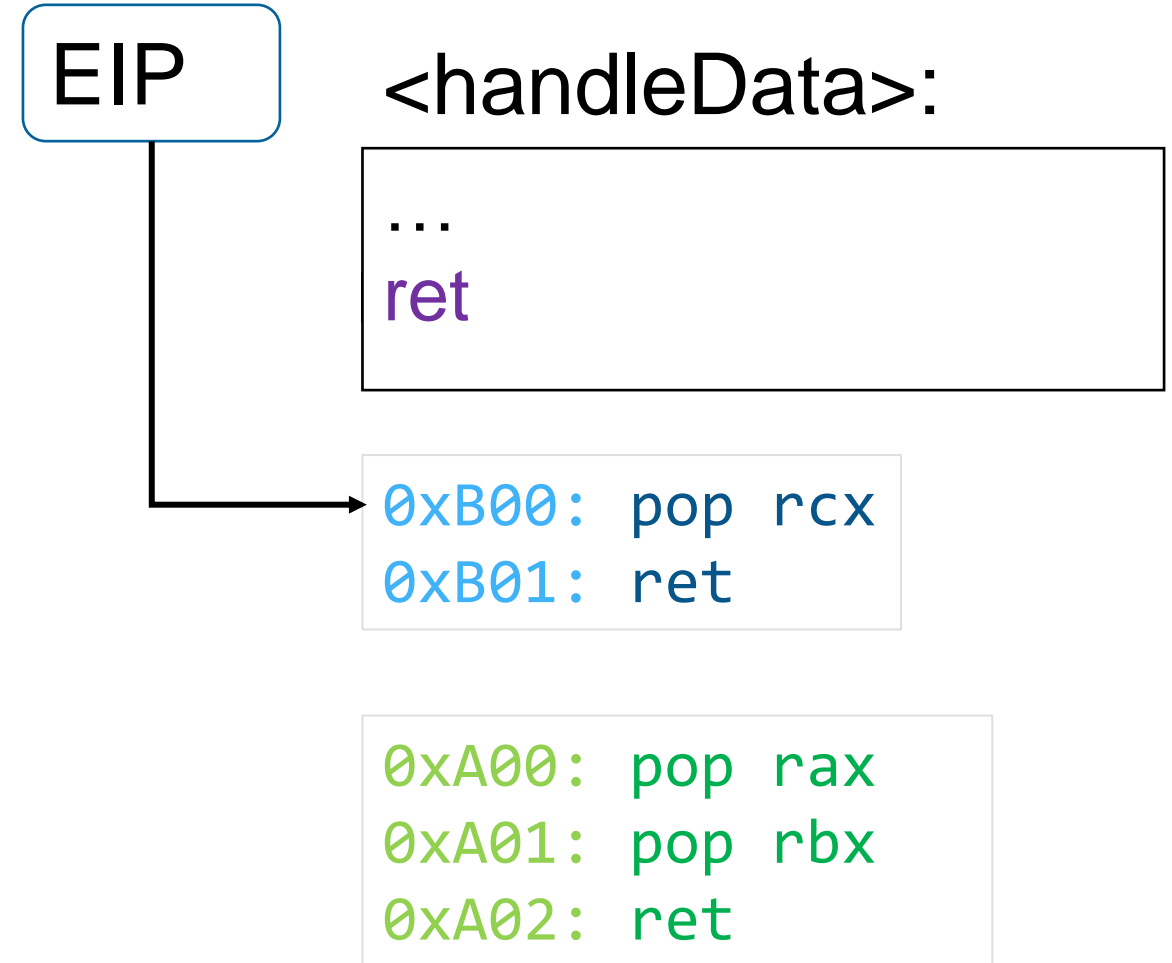 EIP
<handleData>:
…
ret
0xB00: pop rcx
0xB01: ret
0xA00: pop rax
0xA01: pop rbx
0xA02: ret